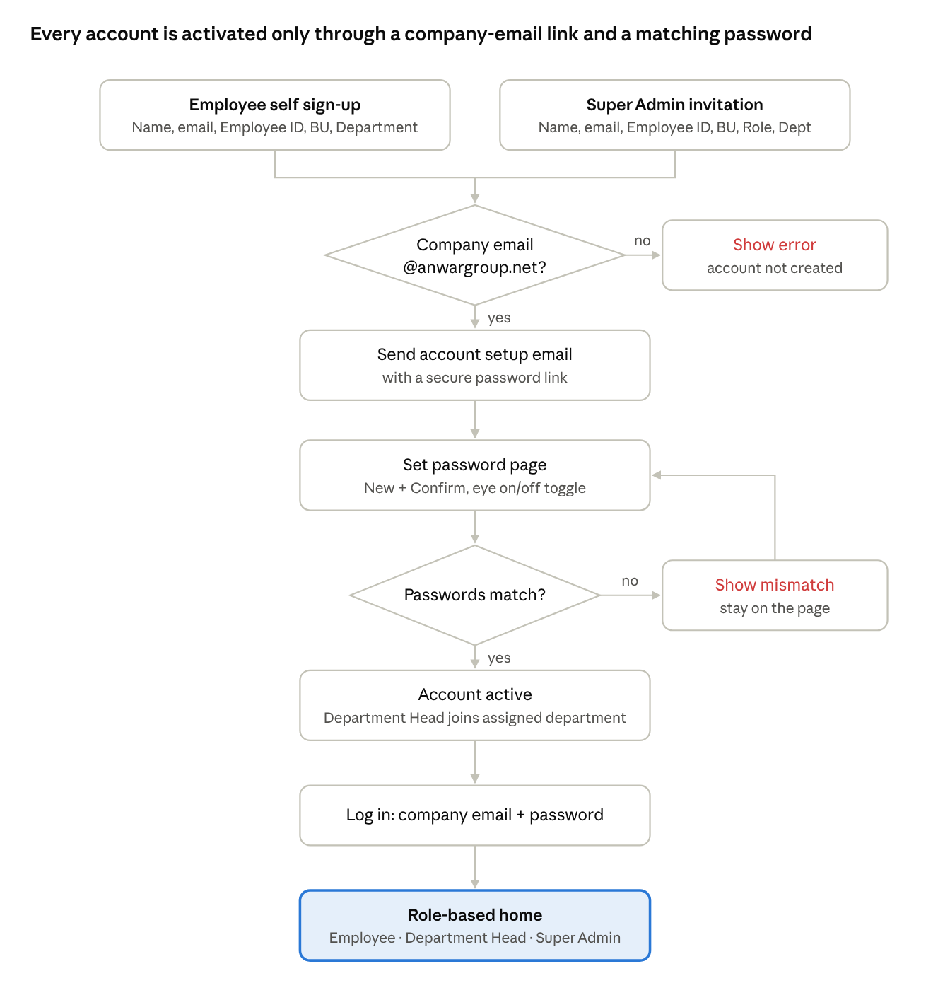 Every account is activated only through a company-email link and a matching password
Employee self sign-up
Name, email, Employee ID, BU, Department
Super Admin invitation
Name, email, Employee ID, BU, Role, Dept
Company email
@anwargroup.net?
no
Show error
account not created
yes
Send account setup email
with a secure password link
Set password page
New + Confirm, eye on/off toggle
Passwords match?
no
Show mismatch
stay on the page
yes
Account active
Department Head joins assigned department
Log in: company email + password
Role-based home
Employee · Department Head · Super Admin